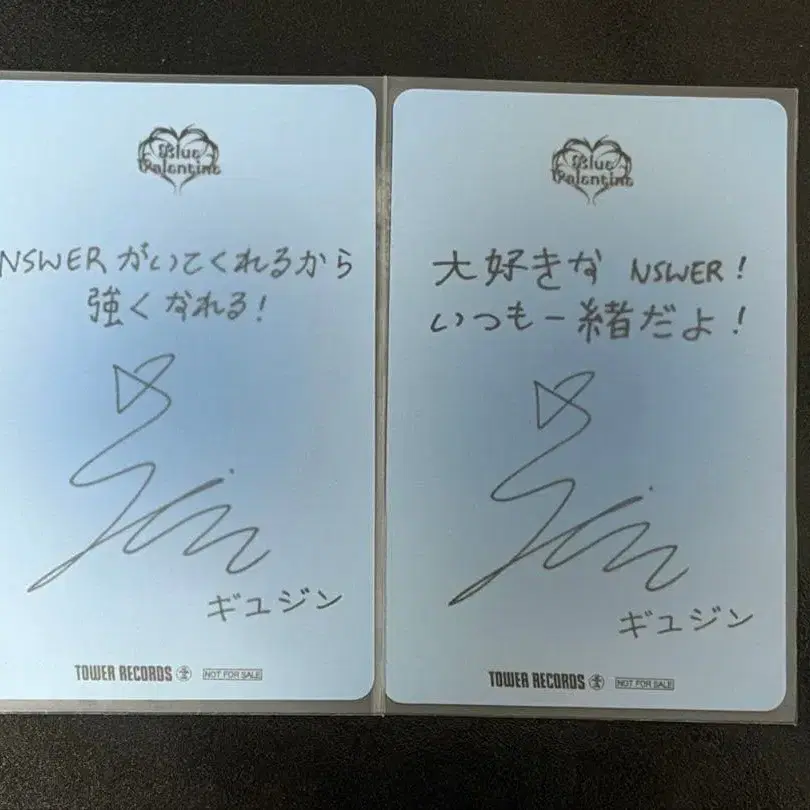 Blue
Valentine
NSWERがいてくれるから
強くなれる!
ギュジン
TOWER RECORDS
NOT FOR SALE
Blue
Valentine
大好きな NSWER!
いつも一緒だよ!
ギュジン
TOWER RECORDS
NOT FOR SALE